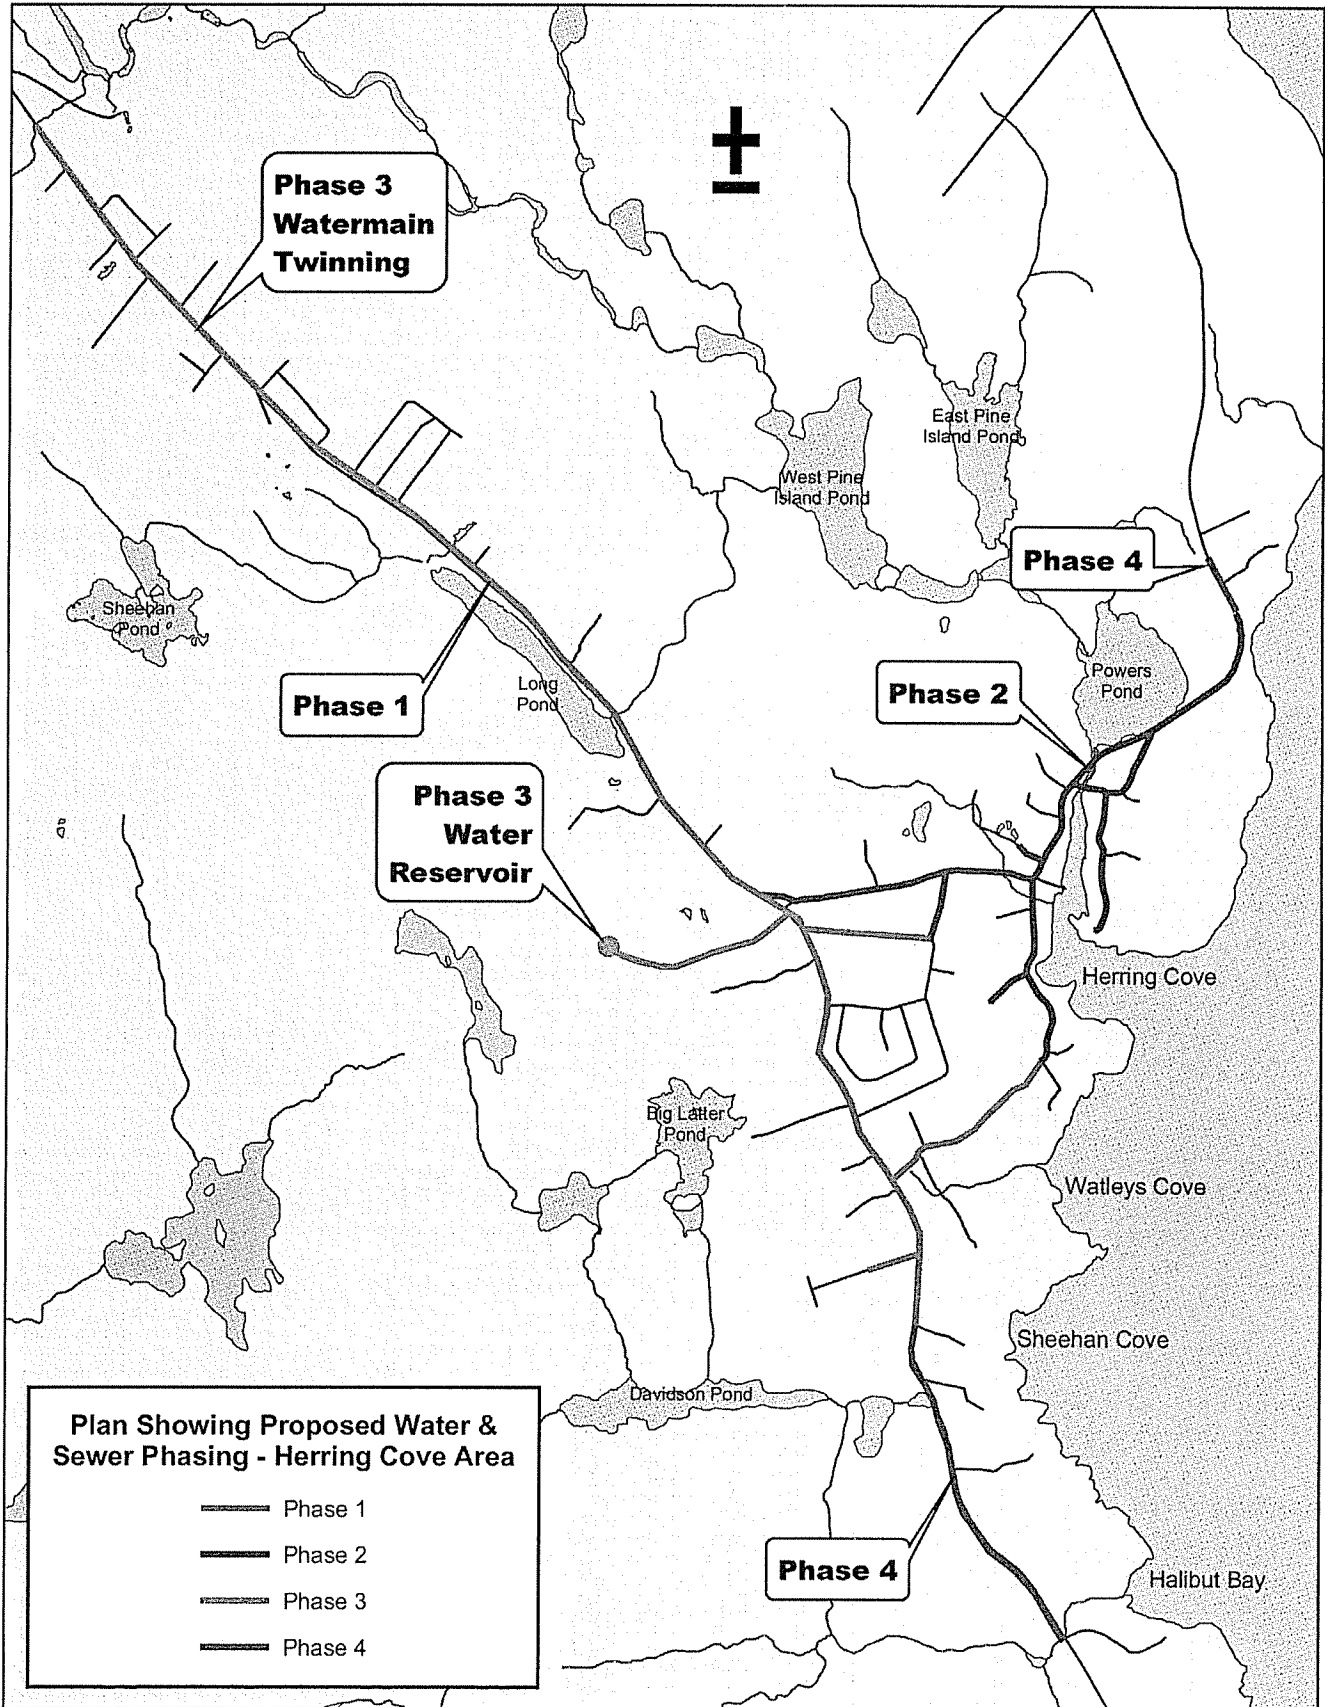 Phase 3
Watermain
Twinning
East Pine
Island Pond
West Pine
Island Pond
Phase 4
Sheehan
Pond
Phase 1
Long
Pond
Phase 2
Powers
Pond
Phase 3
Water
Reservoir
Herring Cove
Big Latter
Pond
Watleys Cove
Sheehan Cove
Davidson Pond
Phase 4
Halibut Bay
Plan Showing Proposed Water &
Sewer Phasing - Herring Cove Area
Phase 1
Phase 2
Phase 3
Phase 4